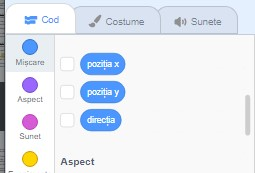 Cod Costume Sunete
Mișcare
poziția x
Aspect
poziția y
direcția
Sunet
Aspect